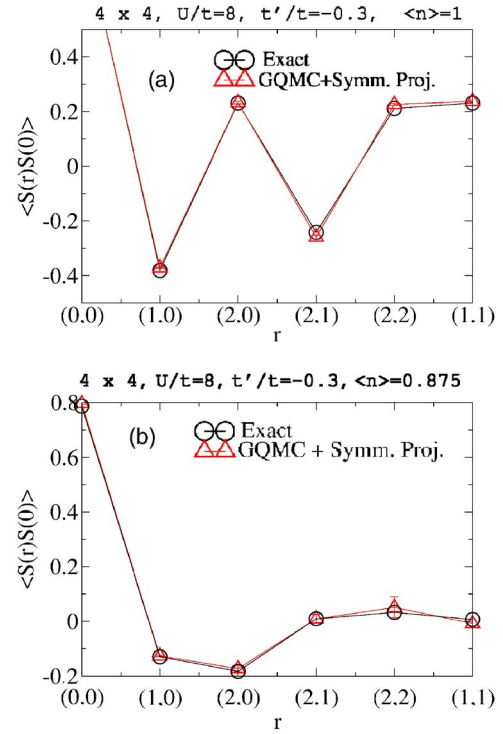 4 x 4, U/t=8, t'/t=-0.3, <n>=1
(a)
Exact
GQMC+Symm. Proj.
0.4
0.2
0
-0.2
-0.4
<S(r)S(0)>
(0,0) (1,0) (2,0) (2,1) (2,2) (1,1)
r
4 x 4, U/t=8, t'/t=-0.3, <n>=0.875
0.8
(b)
Exact
GQMC + Symm. Proj.
0.6
0.4
0.2
0
-0.2
<S(r)S(0)>
(0,0) (1,0) (2,0) (2,1) (2,2) (1,1)
r